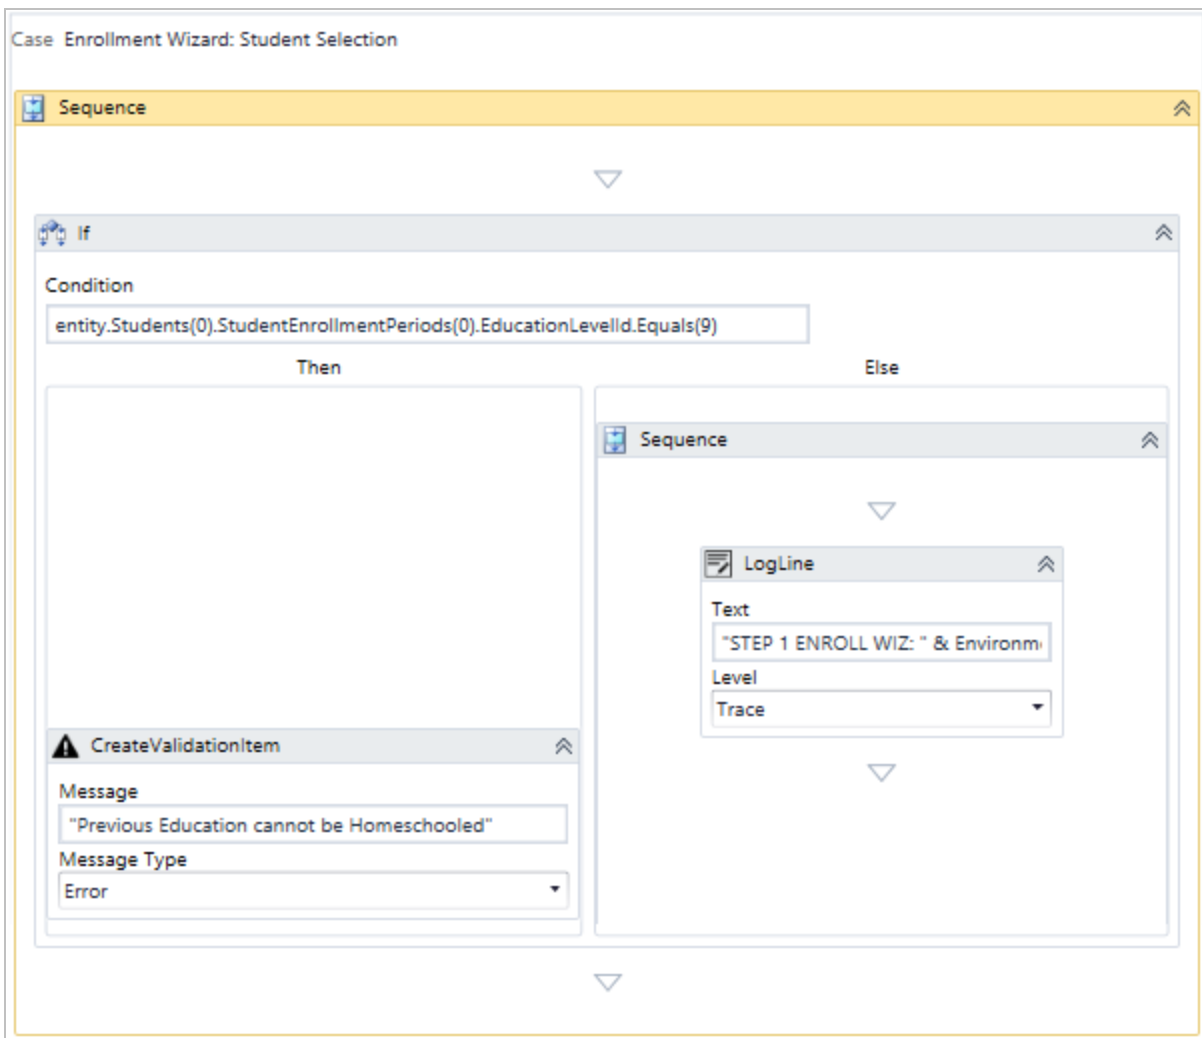 Case Enrollment Wizard: Student Selection
Sequence
If
Condition
entity.Students(0).StudentEnrollmentPeriods(0).EducationLevelId.Equals(9)
Then
Else
Sequence
LogLine
Text
"STEP 1 ENROLL WIZ: " & Environm
Level
Trace
CreateValidationItem
Message
"Previous Education cannot be Homeschooled"
Message Type
Error